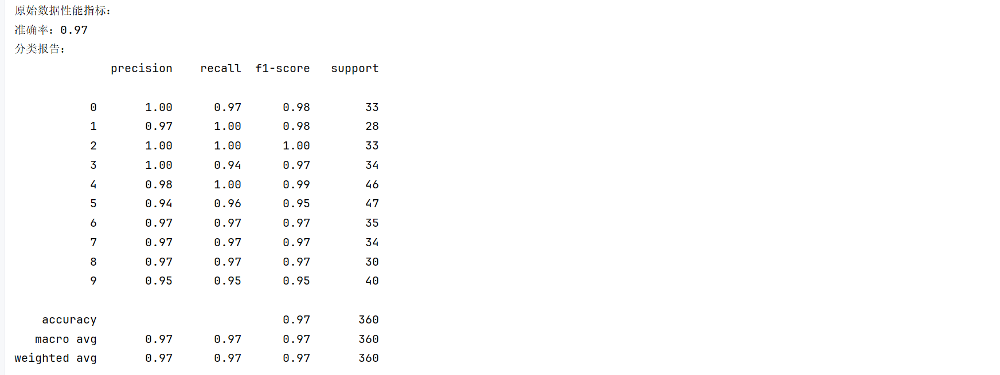 原始数据性能指标：
准确率：0.97
分类报告：
precision recall f1-score support
0 1.00 0.97 0.98 33
1 0.97 1.00 0.98 28
2 1.00 1.00 1.00 33
3 1.00 0.94 0.97 34
4 0.98 1.00 0.99 46
5 0.94 0.96 0.95 47
6 0.97 0.97 0.97 35
7 0.97 0.97 0.97 34
8 0.97 0.97 0.97 30
9 0.95 0.95 0.95 40
accuracy 0.97 360
macro avg 0.97 0.97 0.97 360
weighted avg 0.97 0.97 0.97 360